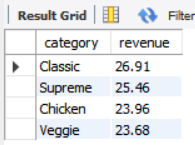 Result Grid Filter
category revenue
Classic 26.91
Supreme 25.46
Chicken 23.96
Veggie 23.68